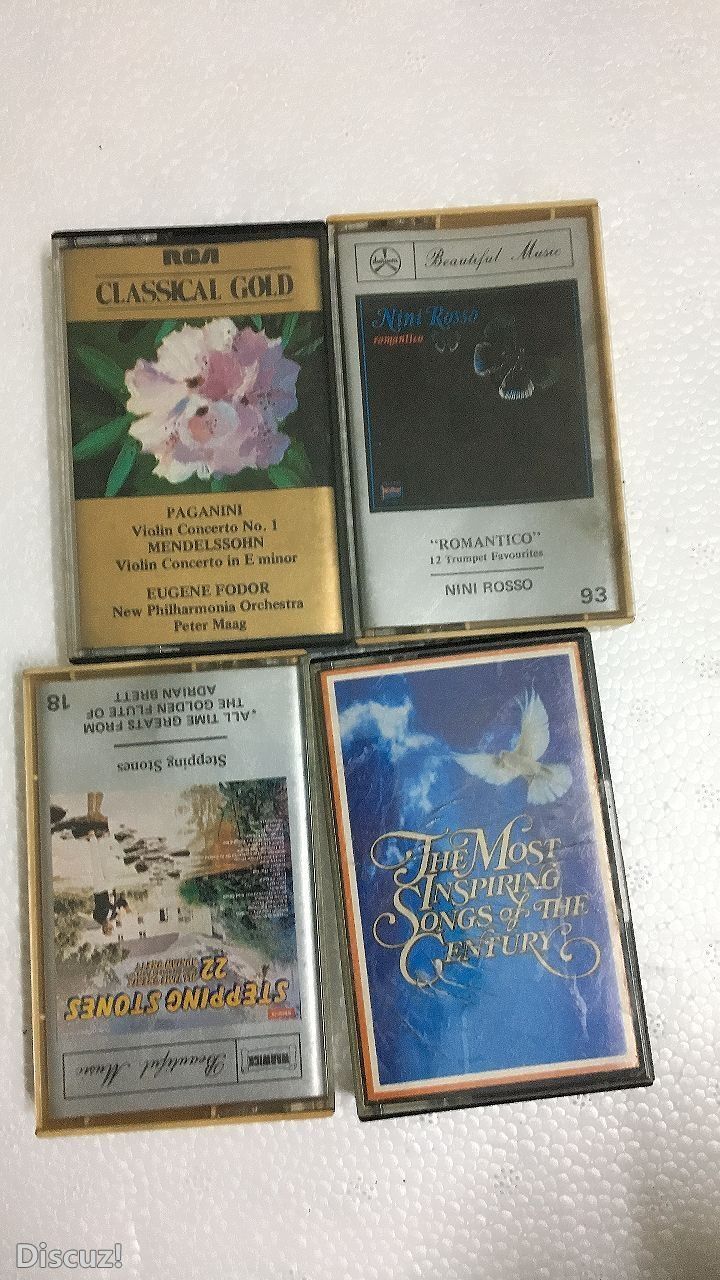 RCA
CLASSICAL GOLD
PAGANINI
Violin Concerto No. 1
MENDELSSOHN
Violin Concerto in E minor
EUGENE FODOR
New Philharmonia Orchestra
Peter Maag
Beautiful Music
Nini Rosso
romantico
"ROMANTICO"
12 Trumpet Favourites
NINI ROSSO
93
WARWICK
Beautiful Music
STEPPING STONES
22
Stepping Stones
ALL TIME GREATS FROM
THE GOLDEN FLUTE OF
ADRIAN BRETT
18
THE MOST
INSPIRING
SONGS of THE
CENTURY
Discuz!